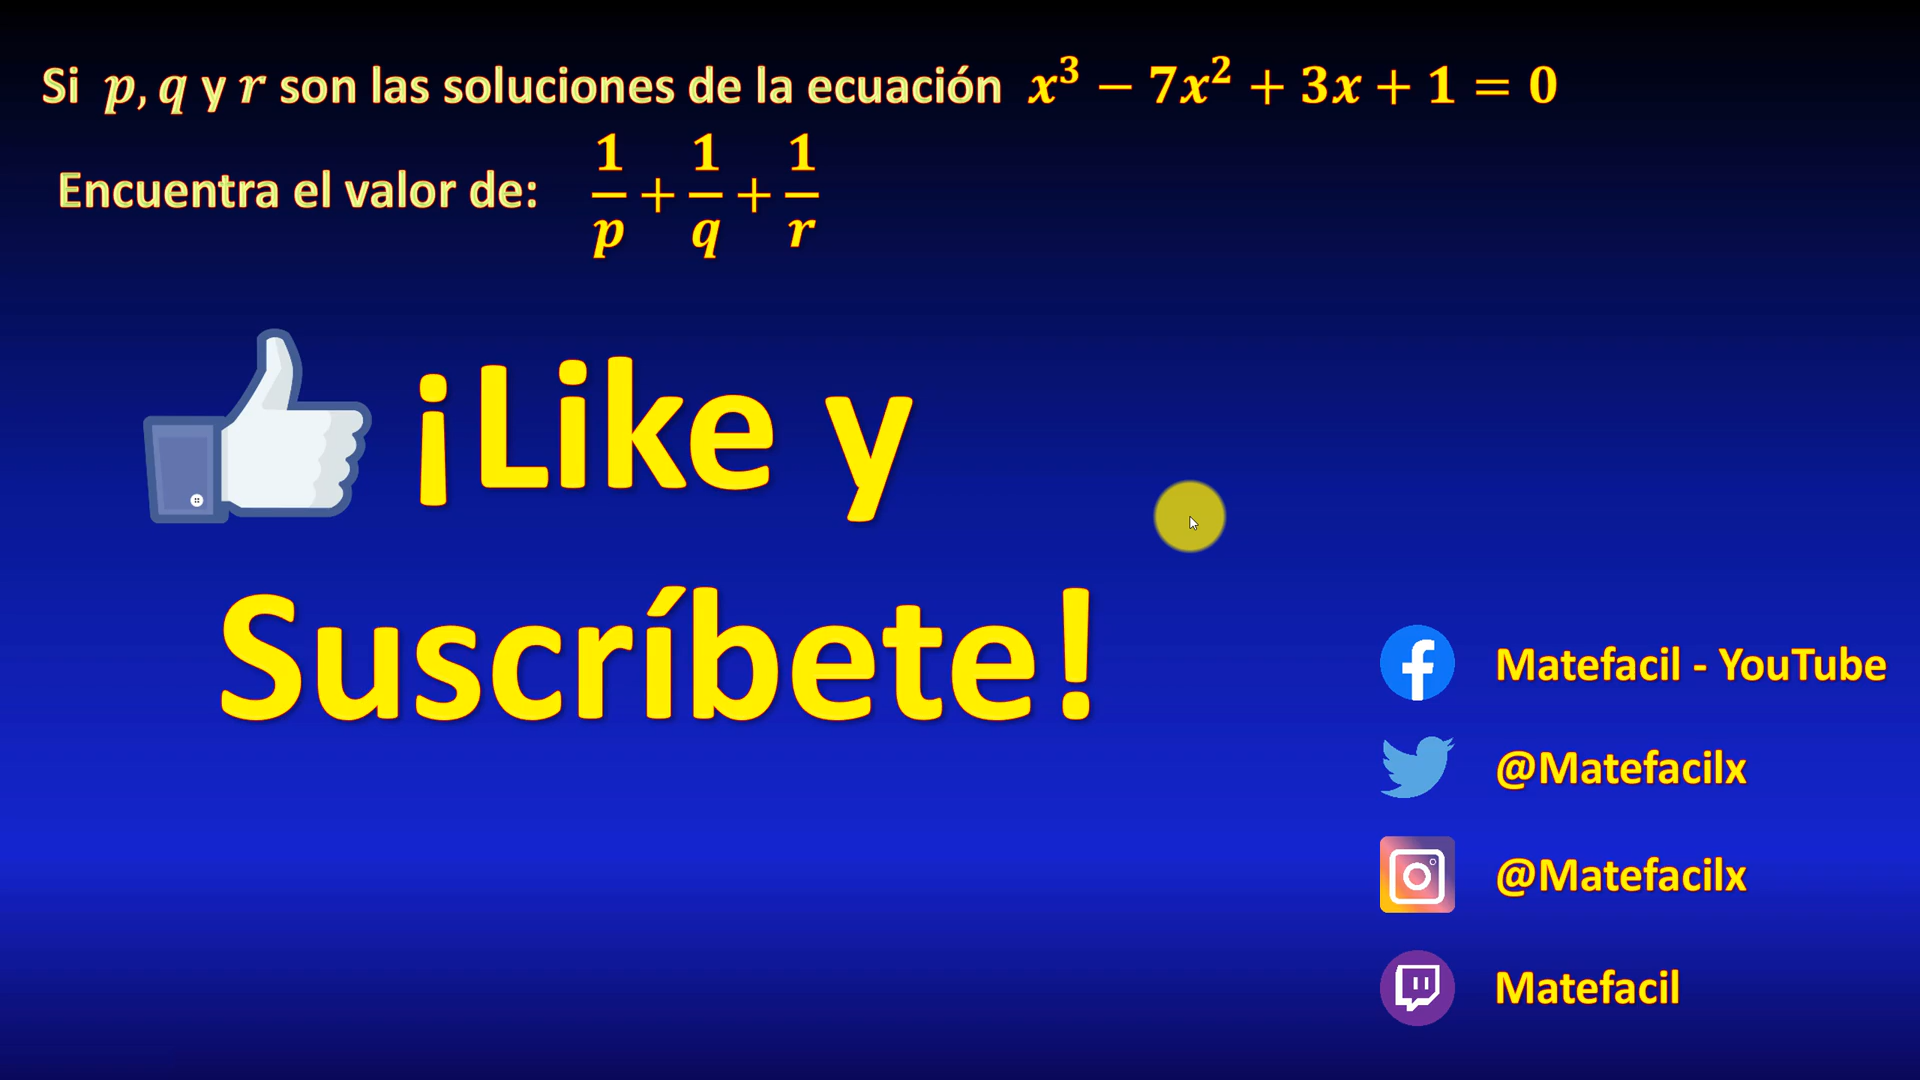 Si p, q y r son las soluciones de la ecuación x³ − 7x² + 3x + 1 = 0
Encuentra el valor de: 1/p + 1/q + 1/r
¡Like y
Suscríbete!
Matefacil - YouTube
@Matefacilx
@Matefacilx
Matefacil